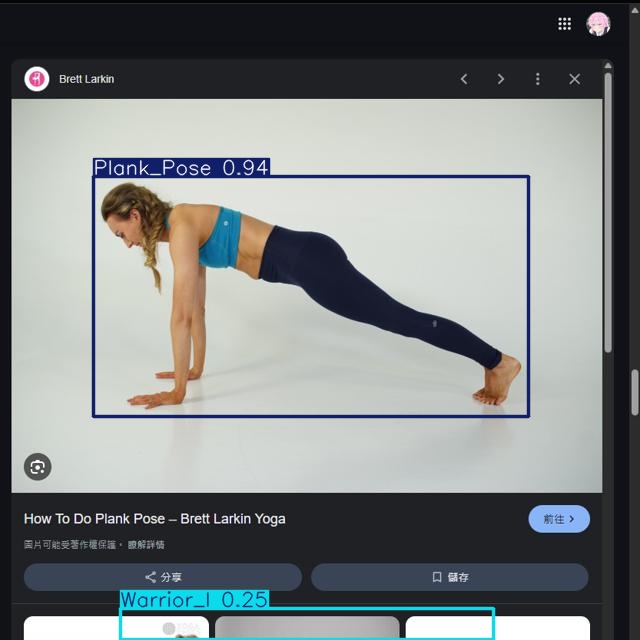 Brett Larkin
Plank_Pose 0.94
How To Do Plank Pose – Brett Larkin Yoga
前往
圖片可能受著作權保護。 瞭解詳情
分享
儲存
Warrior_I 0.25
YOGA